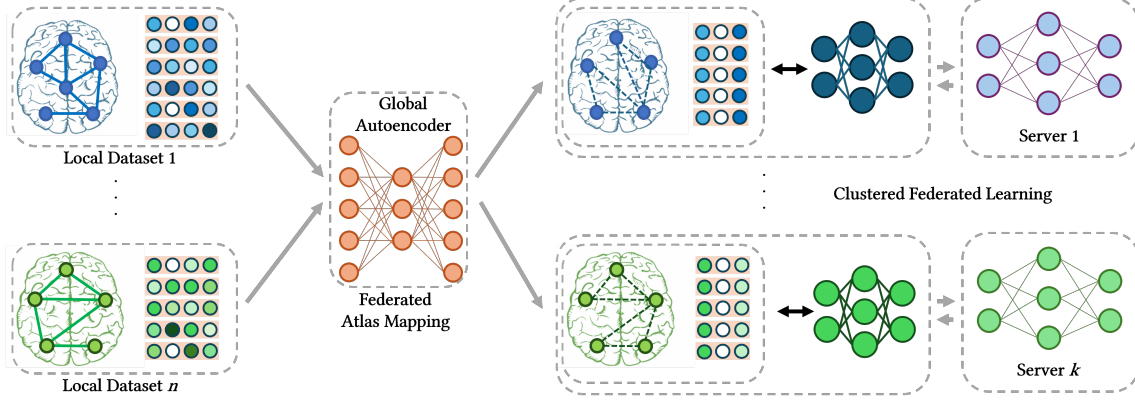 Local Dataset 1
Local Dataset n
Global
Autoencoder
Federated
Atlas Mapping
Server 1
Clustered Federated Learning
Server k